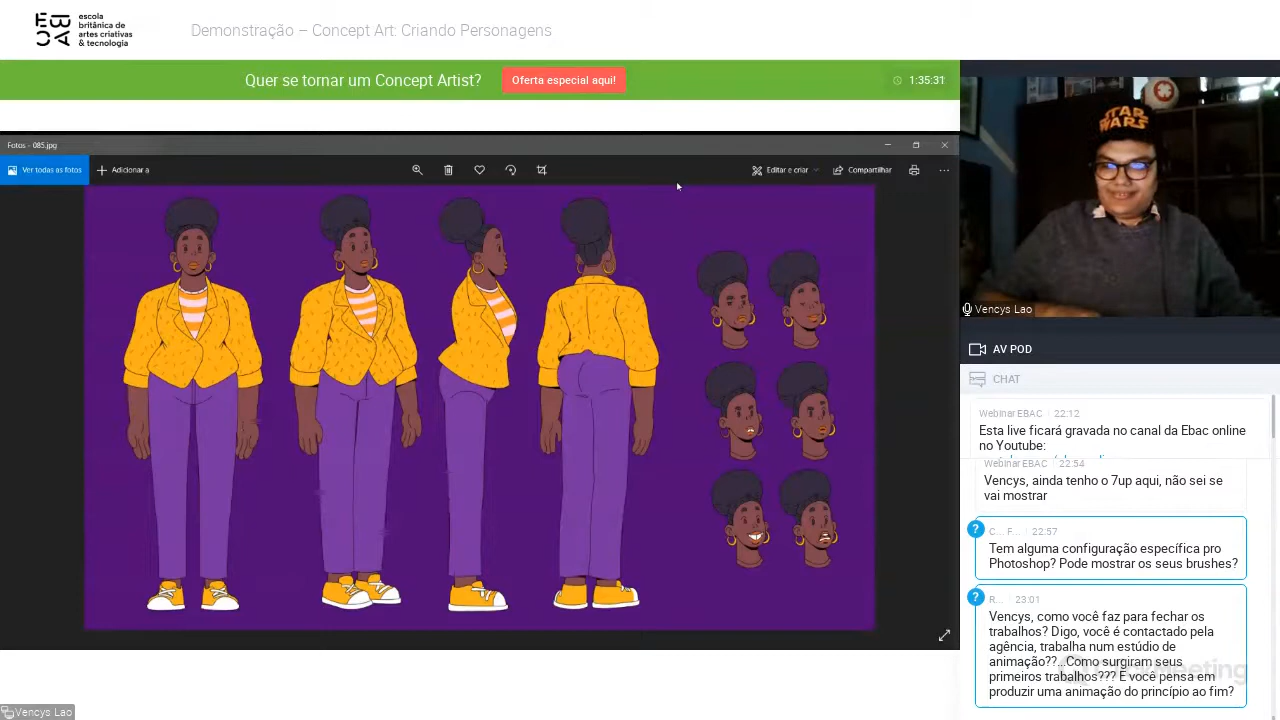 EBAC
escola
britânica de
artes criativas
& tecnologia
Demonstração – Concept Art: Criando Personagens
Quer se tornar um Concept Artist?
Oferta especial aqui!
1:35:31
Fotos - 085.jpg
Ver todas as fotos
Adicionar a
Editar e criar
Compartilhar
STAR
WARS
Vencys Lao
AV POD
CHAT
Webinar EBAC 22:12
Esta live ficará gravada no canal da Ebac online
no Youtube:
Webinar EBAC 22:54
Vencys, ainda tenho o 7up aqui, não sei se
vai mostrar
? C... F... 22:57
Tem alguma configuração específica pro
Photoshop? Pode mostrar os seus brushes?
? R... 23:01
Vencys, como você faz para fechar os
trabalhos? Digo, você é contactado pela
agência, trabalha num estúdio de
animação??...Como surgiram seus
primeiros trabalhos??? E você pensa em
produzir uma animação do princípio ao fim?
Vencys Lao